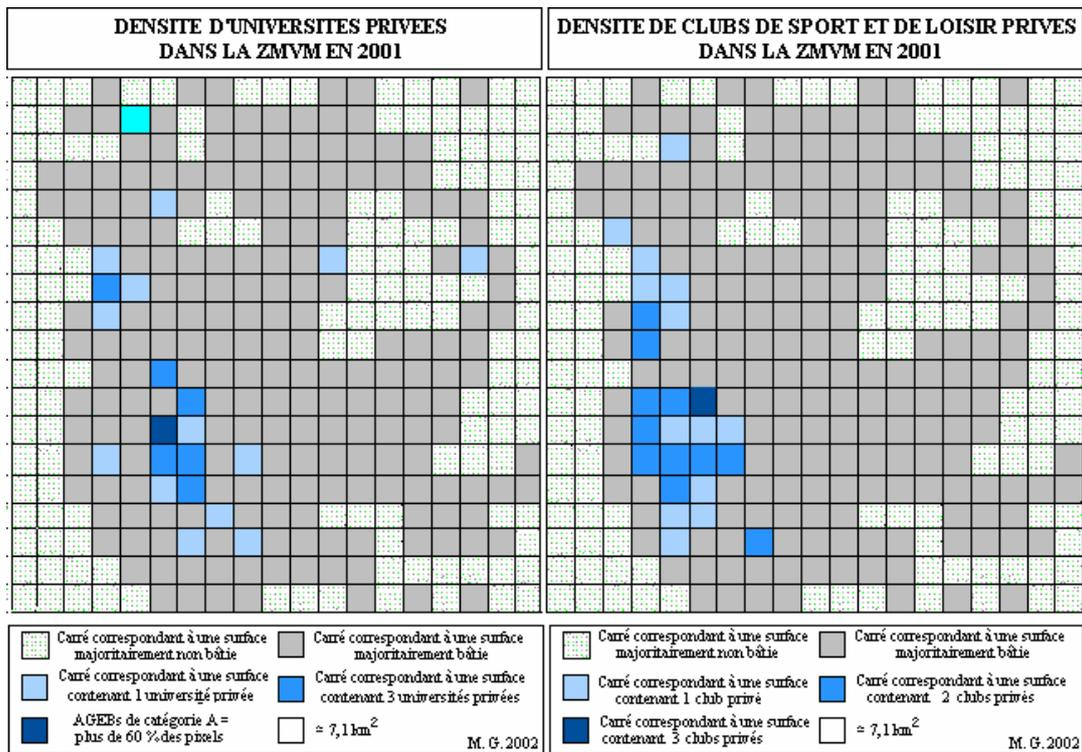 DENSITE D'UNIVERSITES PRIVEES
DANS LA ZMVM EN 2001
DENSITE DE CLUBS DE SPORT ET DE LOISIR PRIVES
DANS LA ZMVM EN 2001
Carré correspondant à une surface
majoritairement non bâtie
Carré correspondant à une surface
majoritairement bâtie
Carré correspondant à une surface
contenant 1 université privée
Carré correspondant à une surface
contenant 3 universités privées
AGEBs de catégorie A =
plus de 60 % des pixels
≈ 7,1 km²
M. G. 2002
Carré correspondant à une surface
majoritairement non bâtie
Carré correspondant à une surface
majoritairement bâtie
Carré correspondant à une surface
contenant 1 club privé
Carré correspondant à une surface
contenant 2 clubs privés
Carré correspondant à une surface
contenant 3 clubs privés
≈ 7,1 km²
M. G. 2002